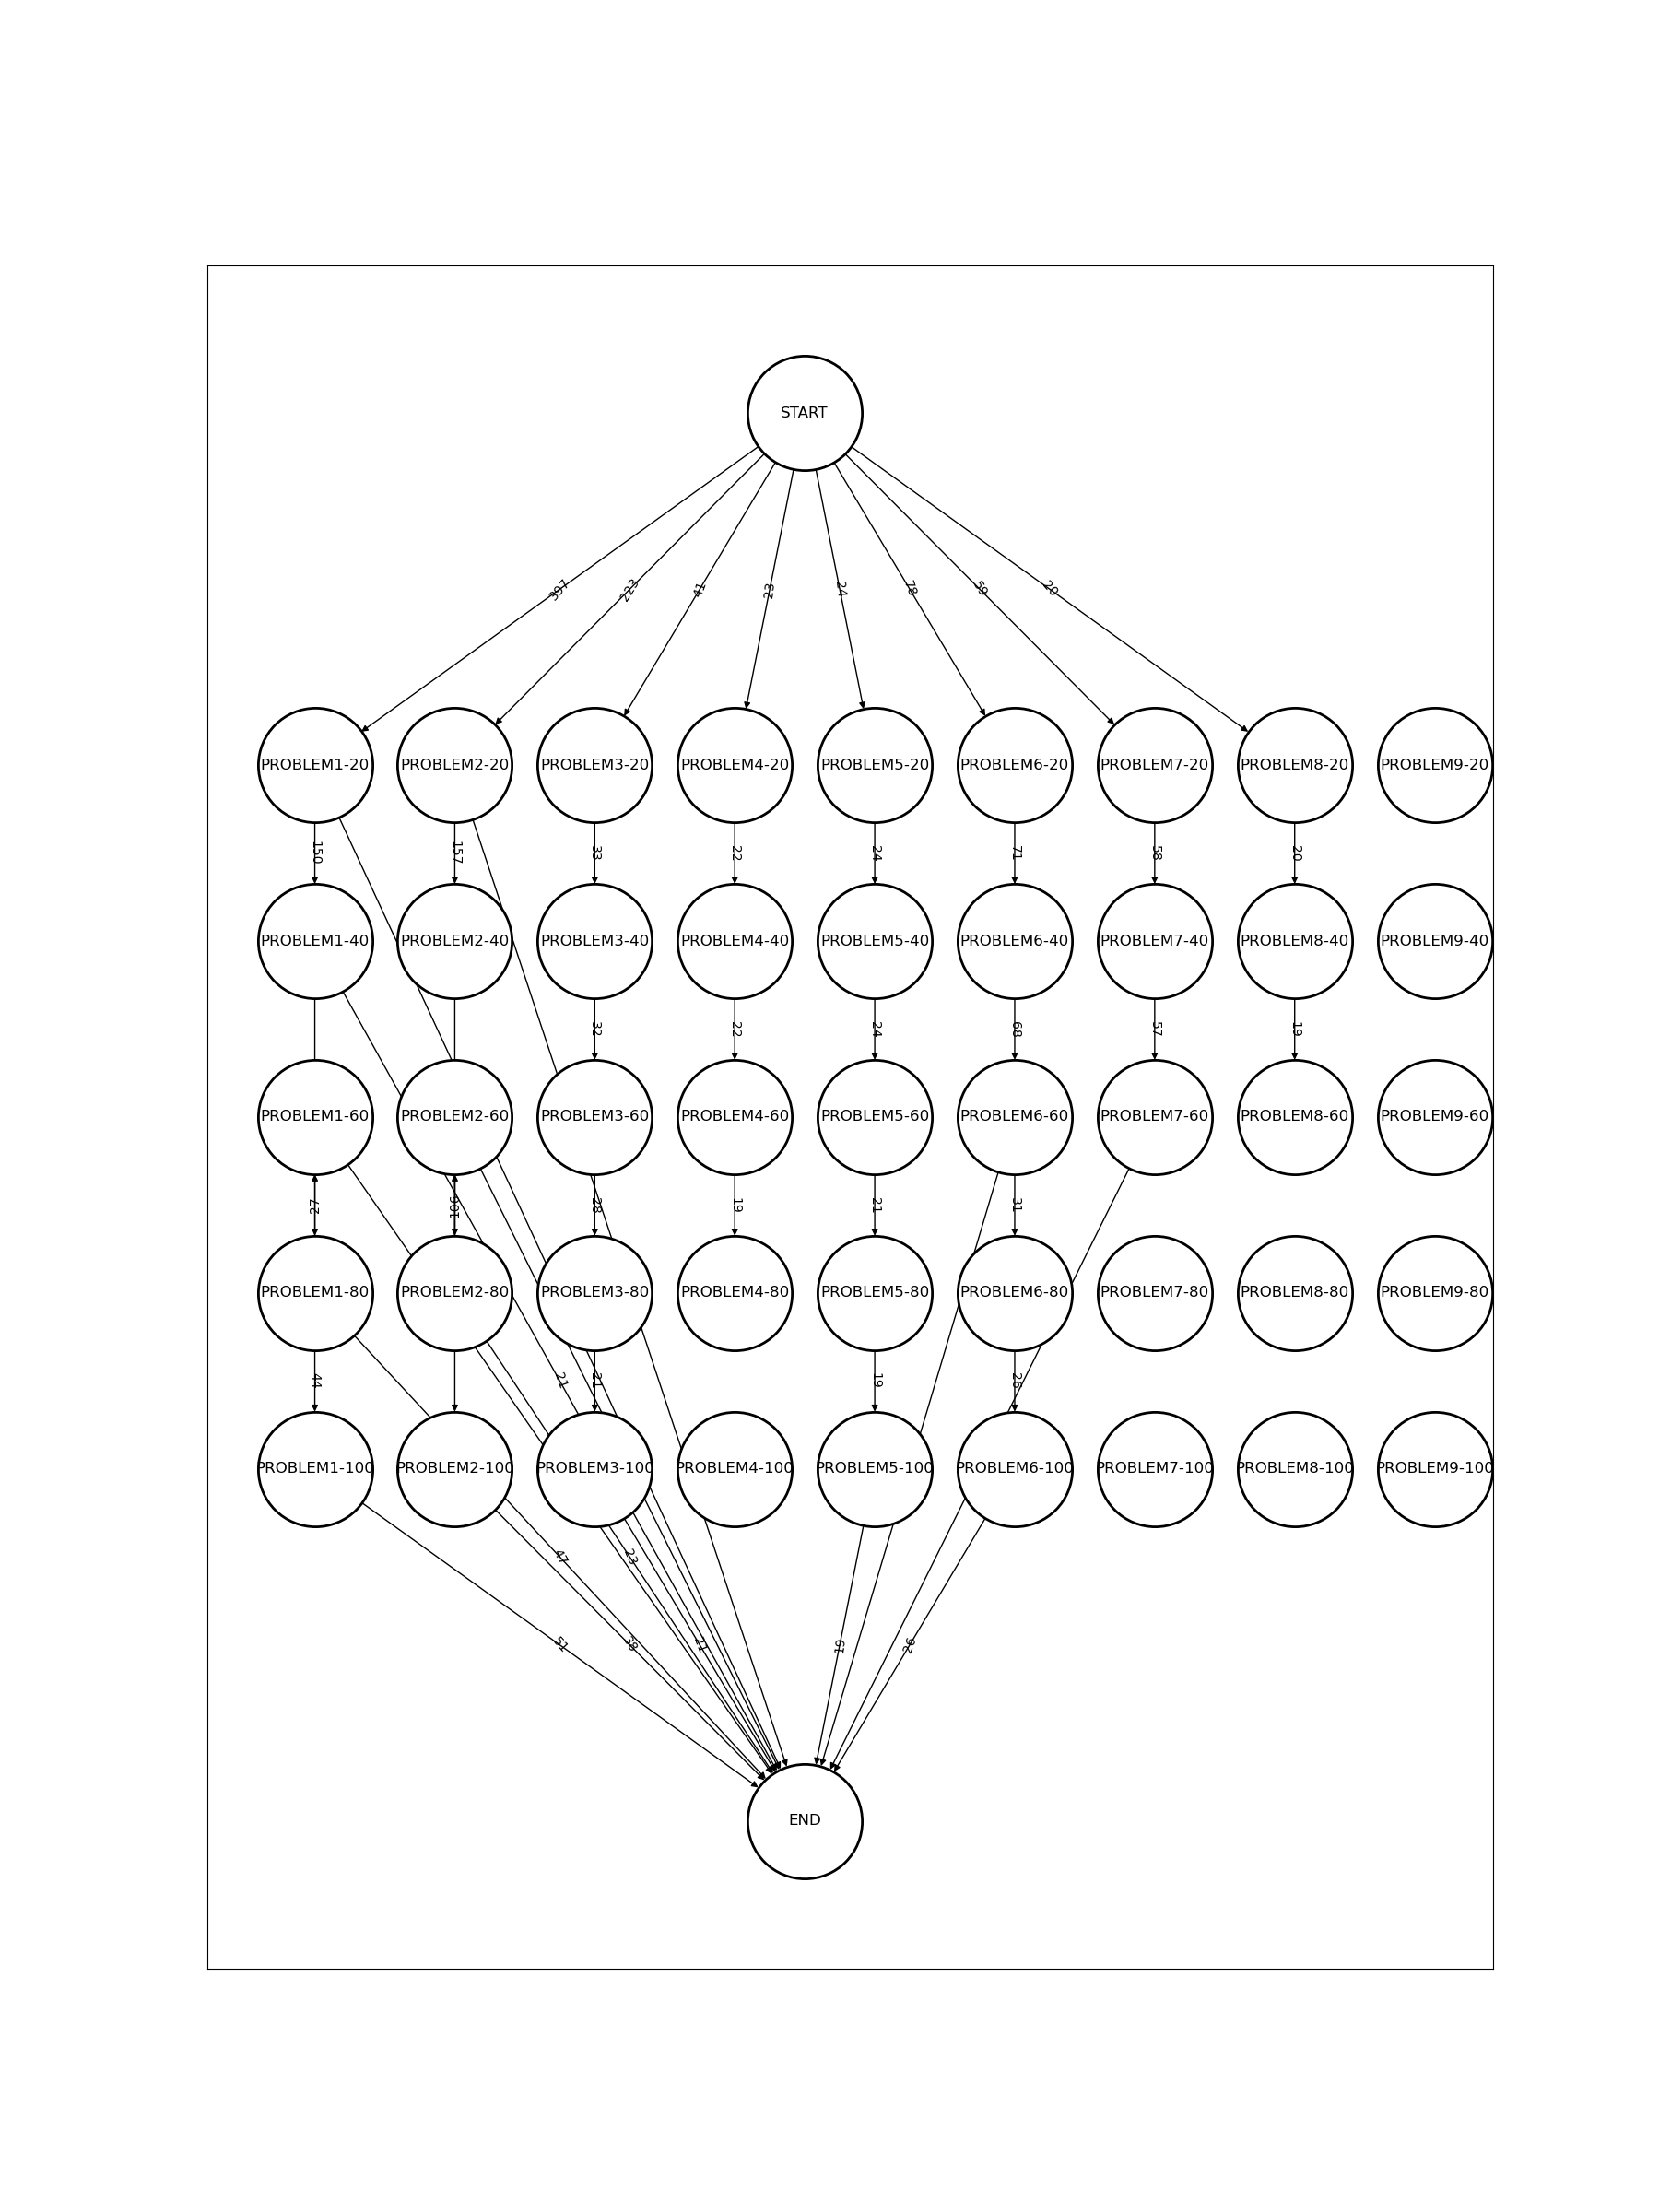 START
397 223 41 23 24 78 59 20
PROBLEM1-20 PROBLEM2-20 PROBLEM3-20 PROBLEM4-20 PROBLEM5-20 PROBLEM6-20 PROBLEM7-20 PROBLEM8-20 PROBLEM9-20
150 157 33 22 24 71 58 20
PROBLEM1-40 PROBLEM2-40 PROBLEM3-40 PROBLEM4-40 PROBLEM5-40 PROBLEM6-40 PROBLEM7-40 PROBLEM8-40 PROBLEM9-40
32 22 24 68 57 19
PROBLEM1-60 PROBLEM2-60 PROBLEM3-60 PROBLEM4-60 PROBLEM5-60 PROBLEM6-60 PROBLEM7-60 PROBLEM8-60 PROBLEM9-60
27 106 28 19 21 31
PROBLEM1-80 PROBLEM2-80 PROBLEM3-80 PROBLEM4-80 PROBLEM5-80 PROBLEM6-80 PROBLEM7-80 PROBLEM8-80 PROBLEM9-80
44 21 21 19 26
PROBLEM1-100 PROBLEM2-100 PROBLEM3-100 PROBLEM4-100 PROBLEM5-100 PROBLEM6-100 PROBLEM7-100 PROBLEM8-100 PROBLEM9-100
47 23
51 38 21 19 26
END